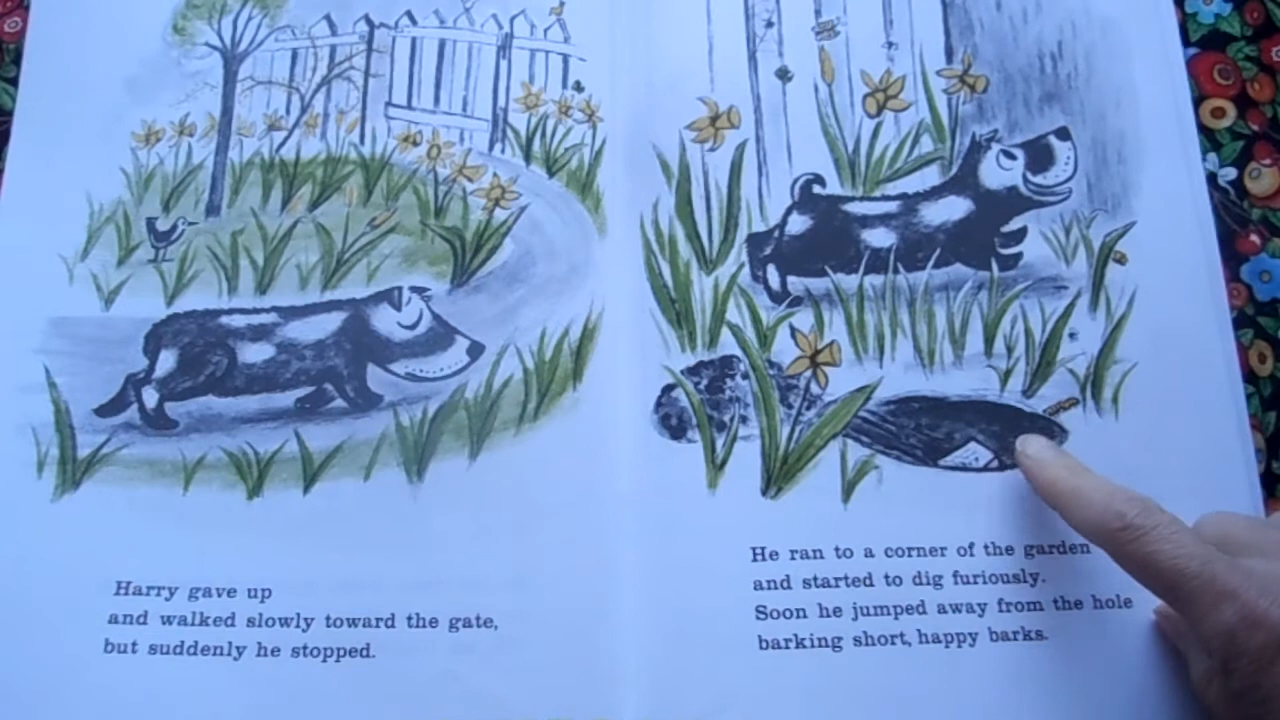 Harry gave up
and walked slowly toward the gate,
but suddenly he stopped.
He ran to a corner of the garden
and started to dig furiously.
Soon he jumped away from the hole
barking short, happy barks.